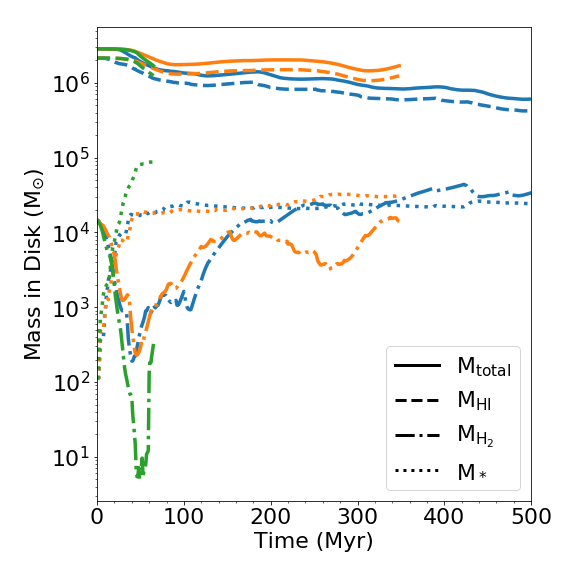 Mass in Disk (M⊙)
10⁶
10⁵
10⁴
10³
10²
10¹
M_total
M_HI
M_H₂
M_*
0 100 200 300 400 500
Time (Myr)